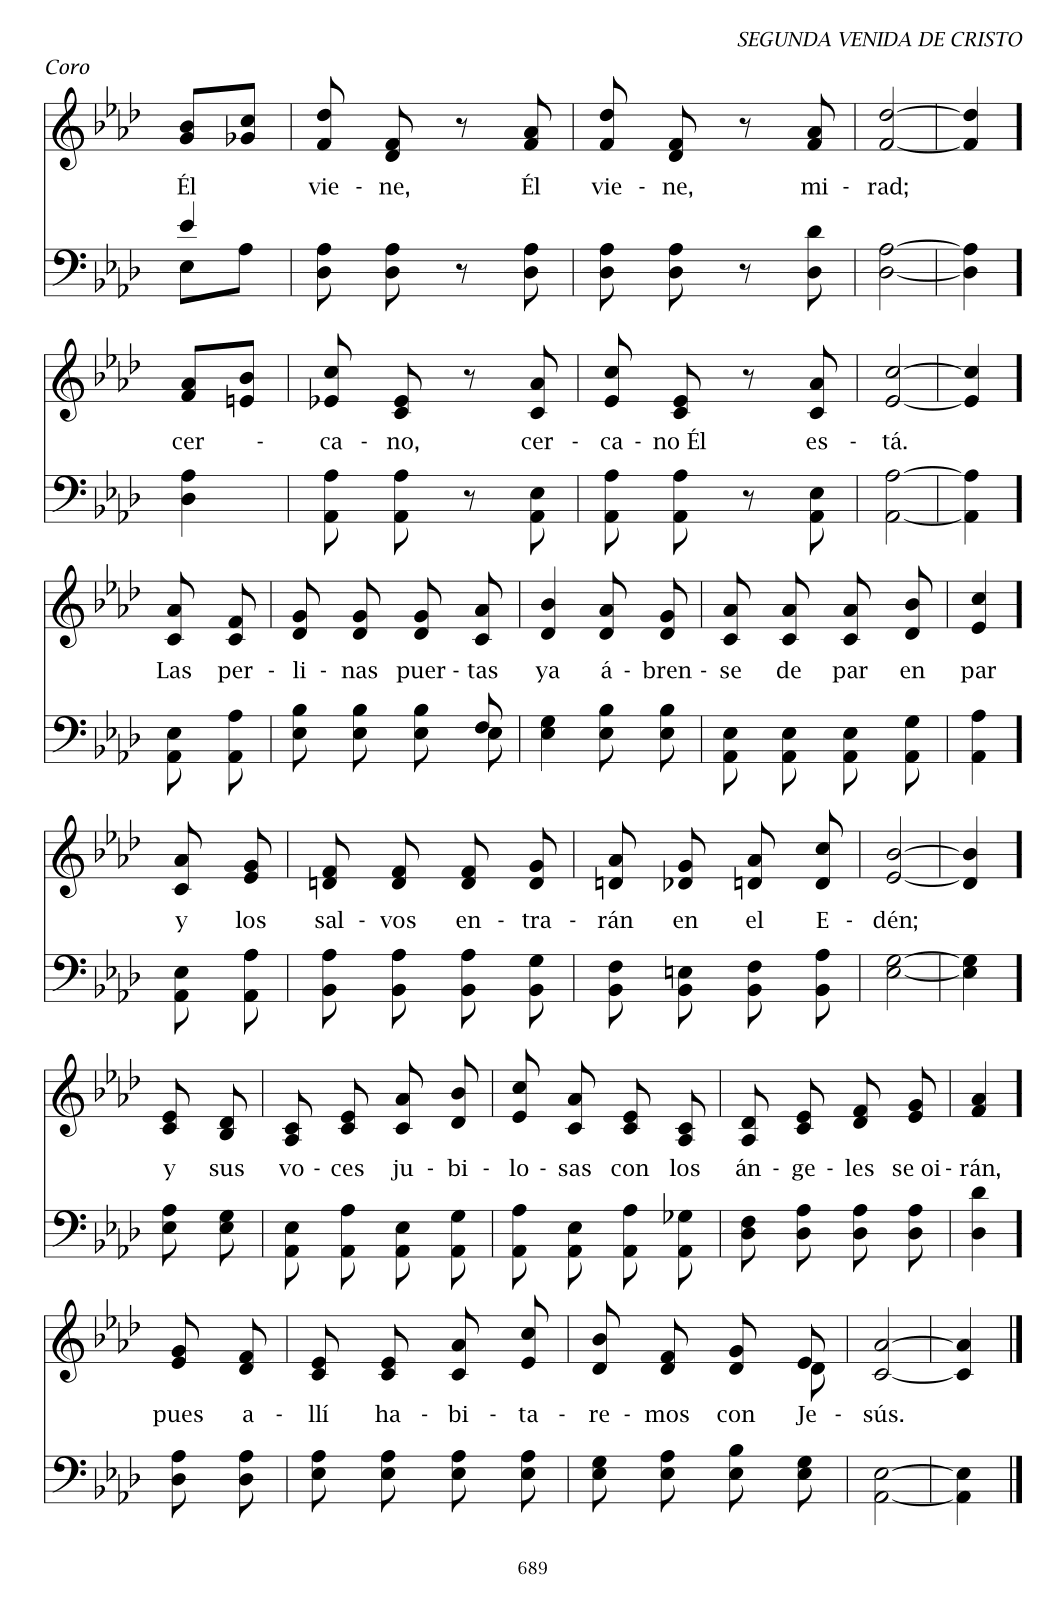 SEGUNDA VENIDA DE CRISTO
Coro
Él vie - ne, Él vie - ne, mi - rad;
cer - ca - no, cer - ca - no Él es - tá.
Las per - li - nas puer - tas ya á - bren - se de par en par
y los sal - vos en - tra - rán en el E - dén;
y sus vo - ces ju - bi - lo - sas con los án - ge - les se oi - rán,
pues a - llí ha - bi - ta - re - mos con Je - sús.
689